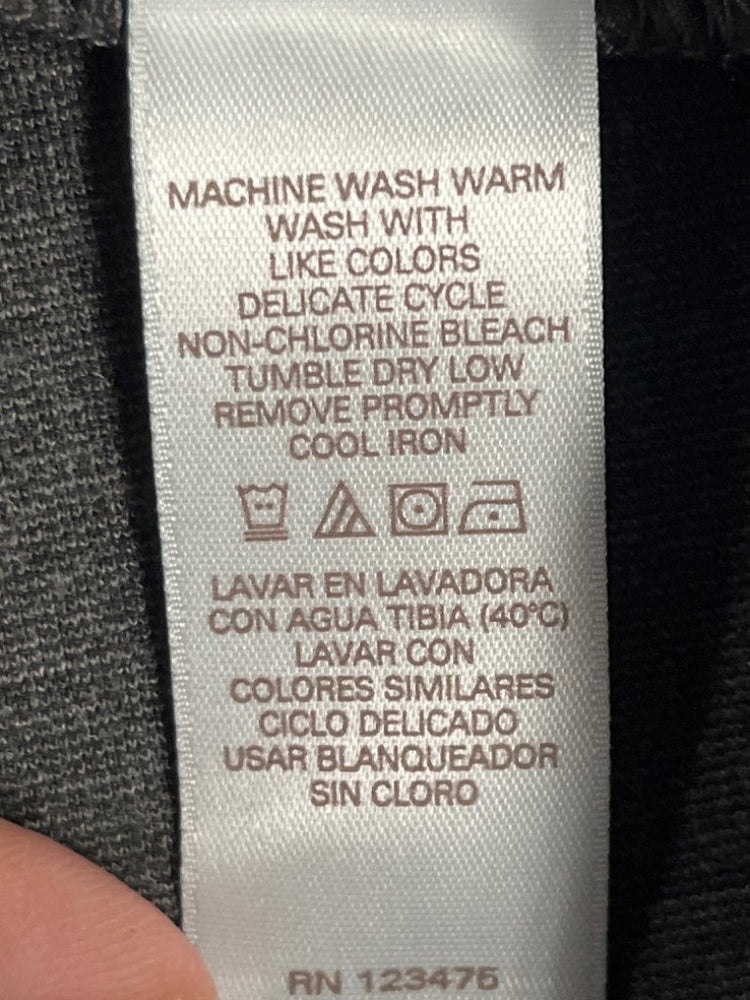 MACHINE WASH WARM
WASH WITH
LIKE COLORS
DELICATE CYCLE
NON-CHLORINE BLEACH
TUMBLE DRY LOW
REMOVE PROMPTLY
COOL IRON
LAVAR EN LAVADORA
CON AGUA TIBIA (40°C)
LAVAR CON
COLORES SIMILARES
CICLO DELICADO
USAR BLANQUEADOR
SIN CLORO
RN 123476